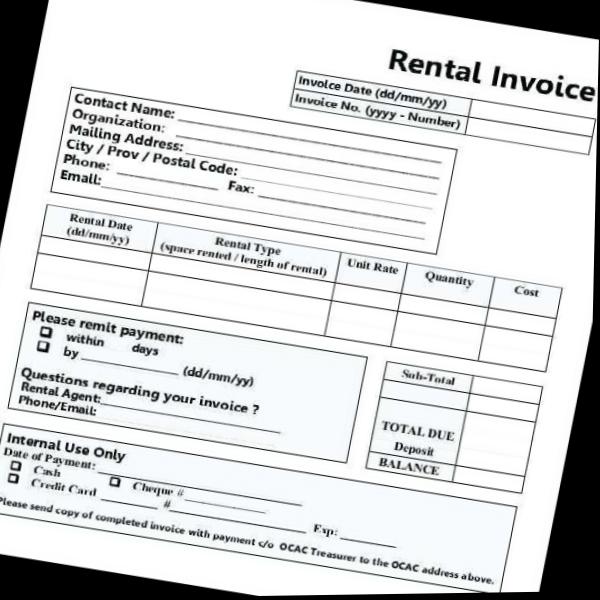 Rental Invoice
Invoice Date (dd/mm/yy)
Invoice No. (yyyy - Number)
Contact Name:
Organization:
Mailing Address:
City / Prov / Postal Code:
Phone: Fax:
Email:
Rental Date (dd/mm/yy) Rental Type (space rented / length of rental) Unit Rate Quantity Cost
Please remit payment:
within days
by (dd/mm/yy)
Questions regarding your invoice ?
Rental Agent:
Phone/Email:
Sub-Total
TOTAL DUE
Deposit
BALANCE
Internal Use Only
Date of Payment:
Cash Cheque #
Credit Card # Exp:
Please send copy of completed invoice with payment c/o OCAC Treasurer to the OCAC address above.